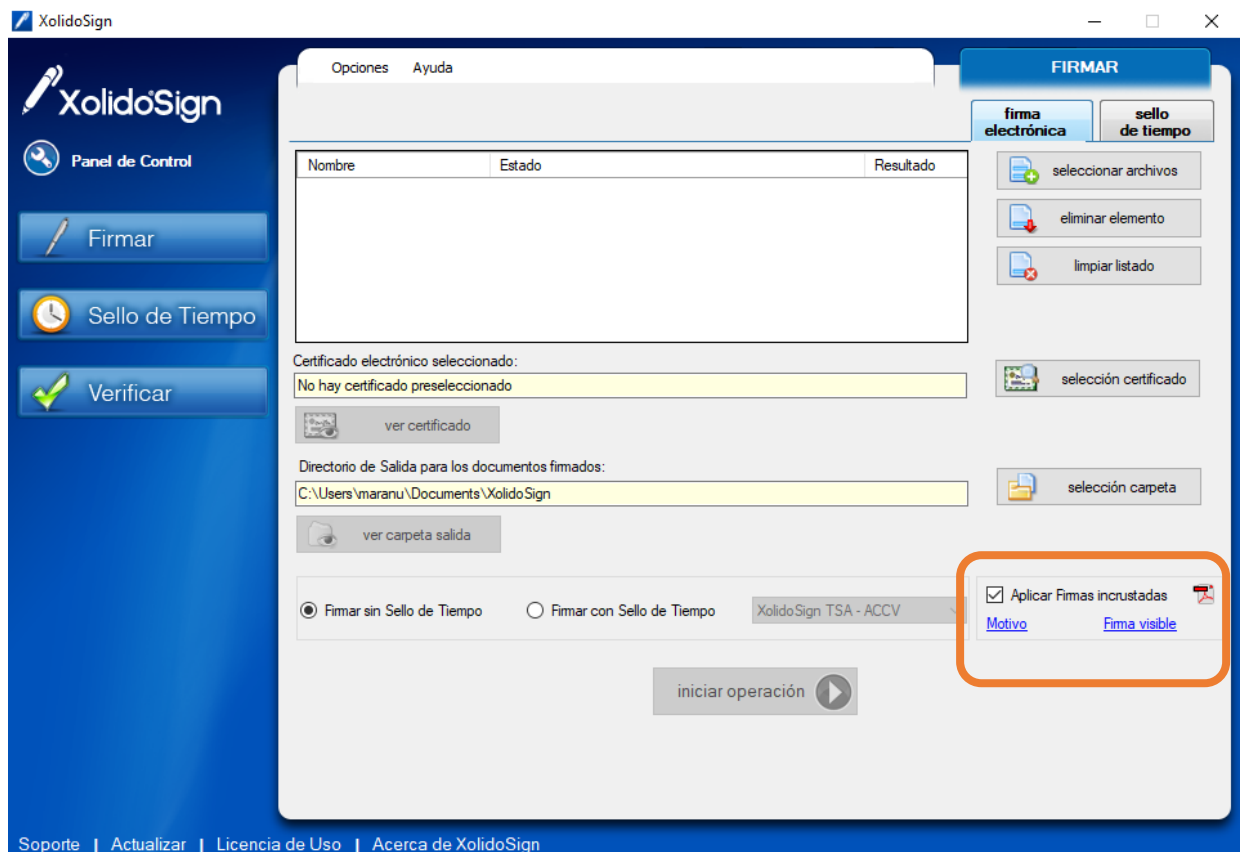 XolidoSign
Opciones Ayuda
FIRMAR
XolidoSign
firma electrónica
sello de tiempo
Panel de Control
Nombre Estado Resultado
seleccionar archivos
eliminar elemento
limpiar listado
Firmar
Sello de Tiempo
Verificar
Certificado electrónico seleccionado:
No hay certificado preseleccionado
selección certificado
ver certificado
Directorio de Salida para los documentos firmados:
C:\Users\maranu\Documents\XolidoSign
selección carpeta
ver carpeta salida
Firmar sin Sello de Tiempo Firmar con Sello de Tiempo XolidoSign TSA - ACCV
Aplicar Firmas incrustadas
Motivo Firma visible
iniciar operación
Soporte | Actualizar | Licencia de Uso | Acerca de XolidoSign